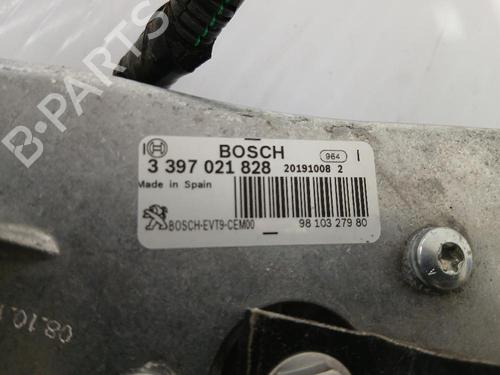 BOSCH 964
3 397 021 828 20191008 2
Made in Spain
BOSCH-EVT9-CEM00 98 103 279 80
B-PARTS